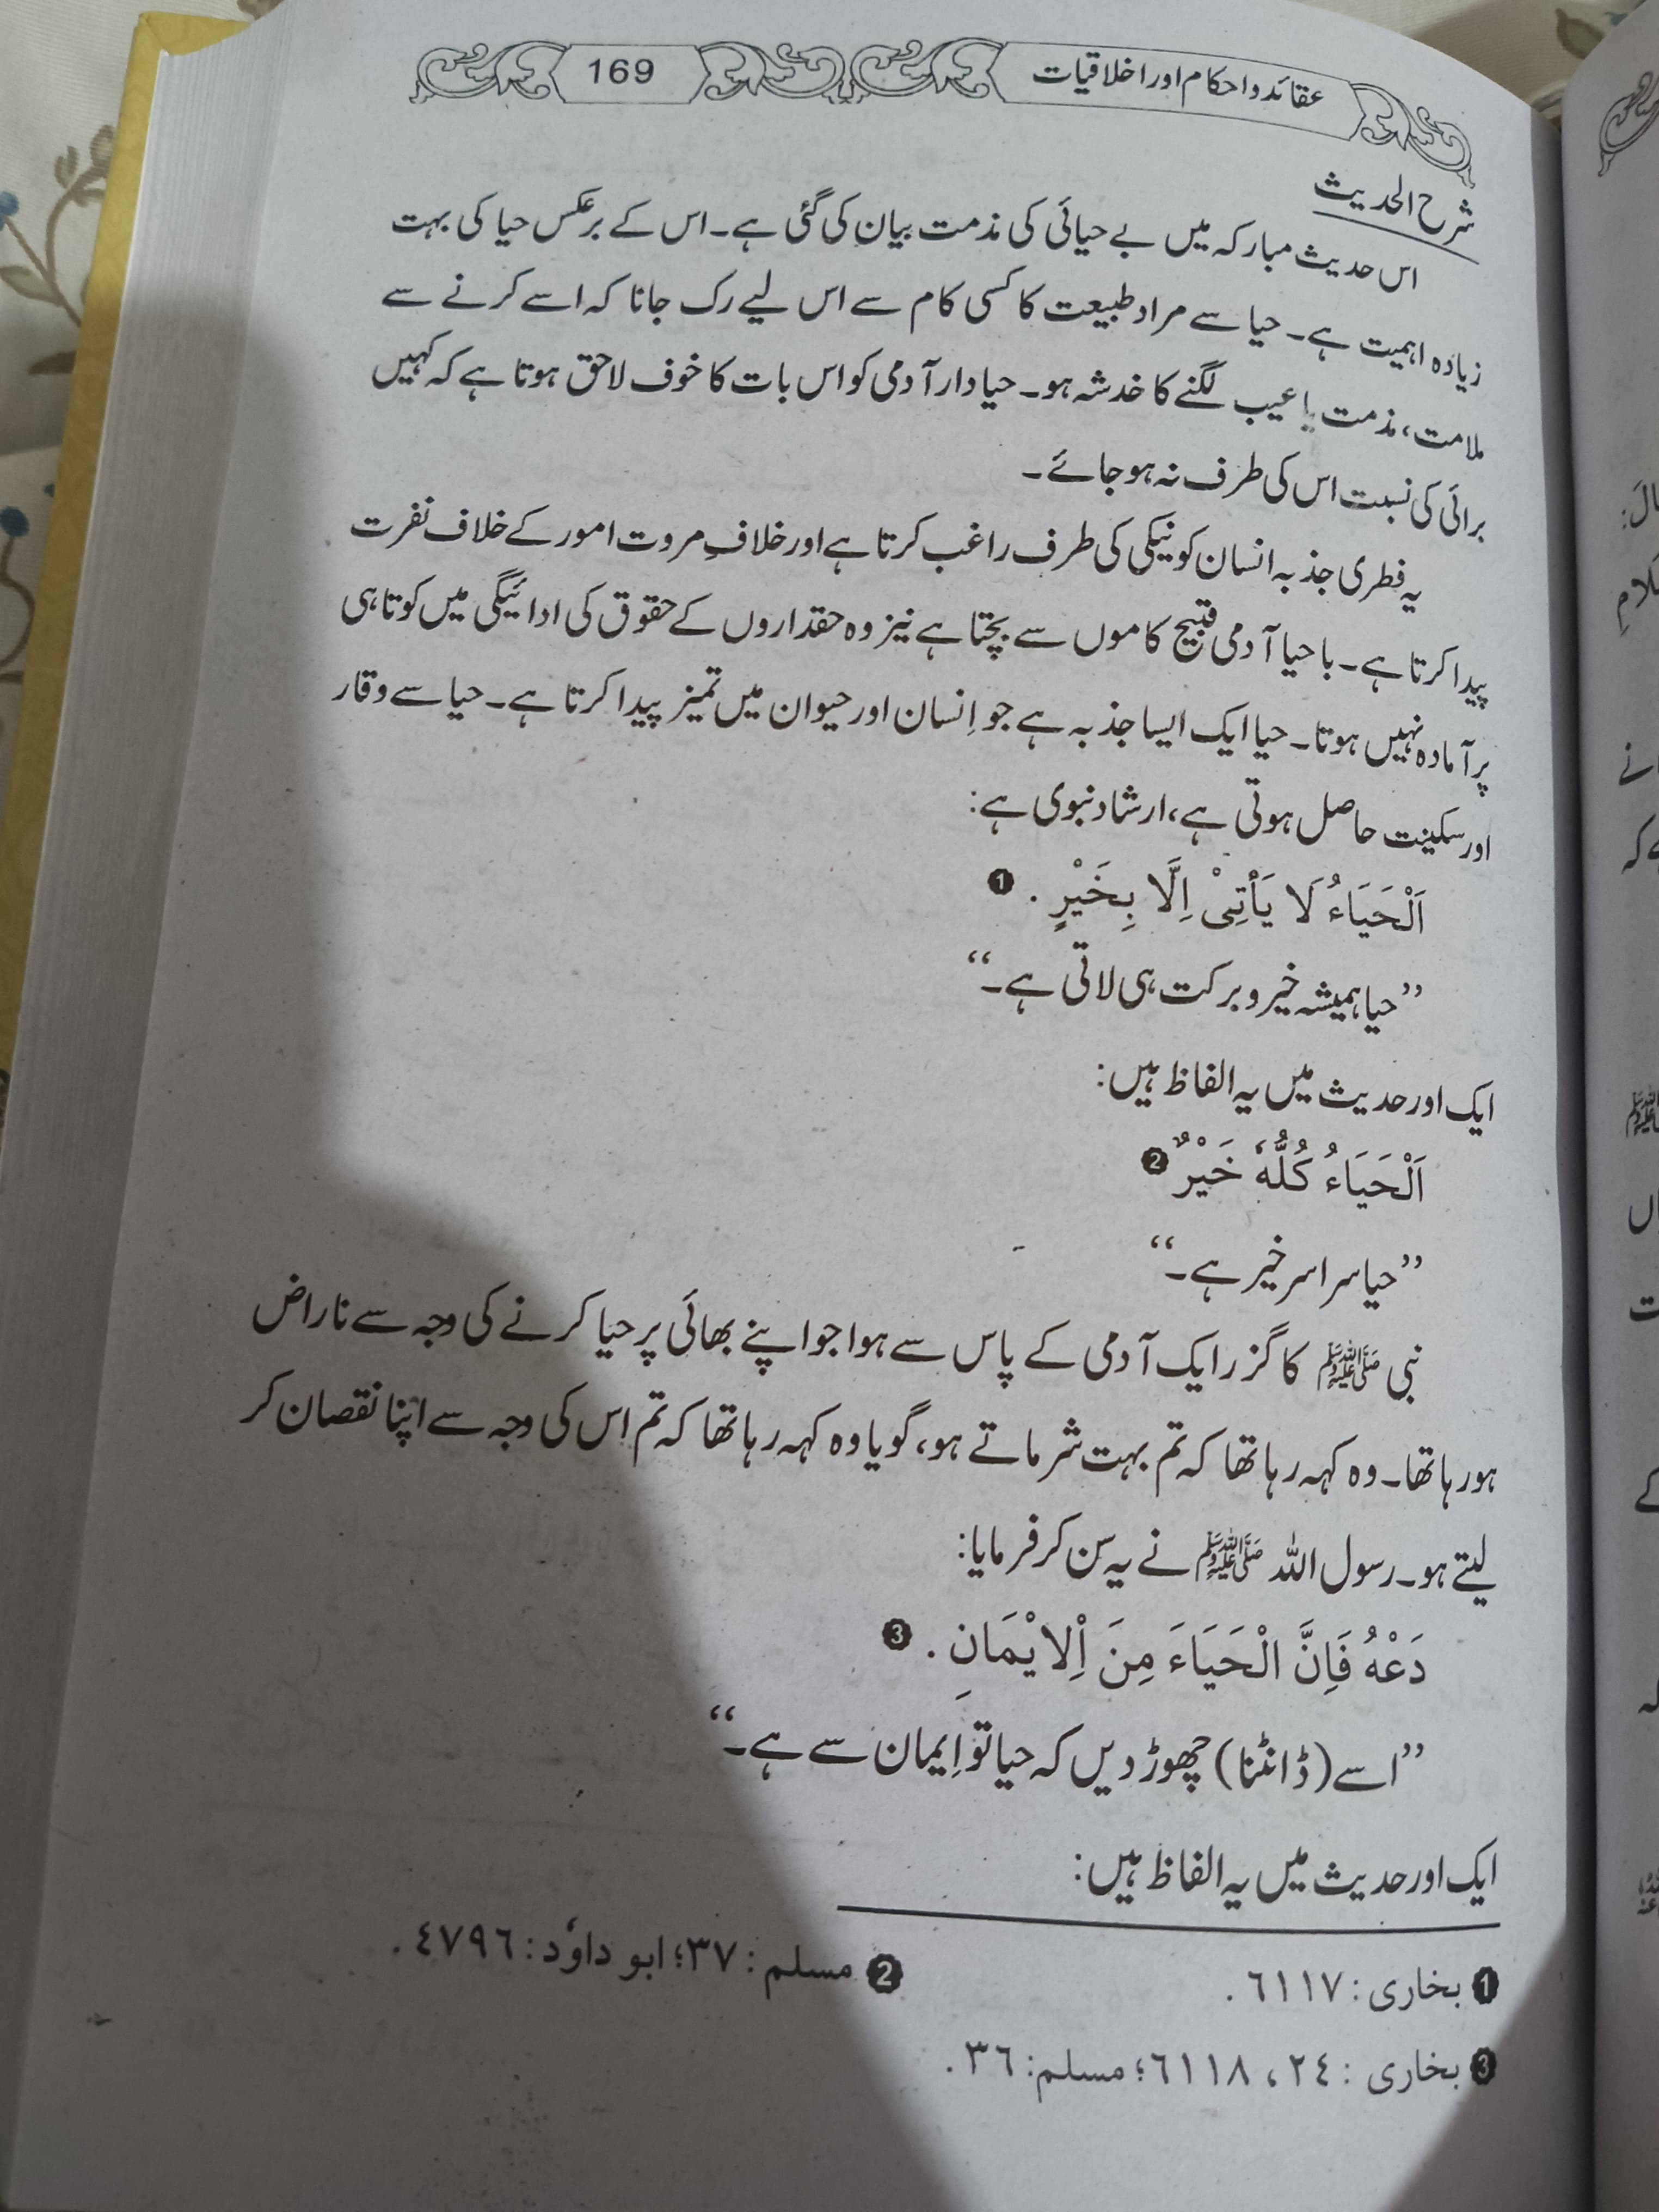 عقائد و احکام اور اخلاقیات 169
شرح الحدیث
اس حدیث مبارکہ میں بے حیائی کی مذمت بیان کی گئی ہے۔ اس کے برعکس حیا کی بہت
زیادہ اہمیت ہے۔ حیا سے مراد طبیعت کا کسی کام سے اس لیے رک جانا کہ اسے کرنے سے
ملامت، مذمت یا عیب لگنے کا خدشہ ہو۔ حیا دار آدمی کو اس بات کا خوف لاحق ہوتا ہے کہ کہیں
برائی کی نسبت اس کی طرف نہ ہو جائے۔
یہ فطری جذبہ انسان کو نیکی کی طرف راغب کرتا ہے اور خلافِ مروت امور کے خلاف نفرت
پیدا کرتا ہے۔ با حیا آدمی قبیح کاموں سے بچتا ہے نیز وہ حقداروں کے حقوق کی ادائیگی میں کوتاہی
پر آمادہ نہیں ہوتا۔ حیا ایک ایسا جذبہ ہے جو اِنسان اور حیوان میں تمیز پیدا کرتا ہے۔ حیا سے وقار
اور سکینت حاصل ہوتی ہے، ارشاد نبوی ہے:
اَلْحَيَاءُ لَا يَأْتِىْ اِلَّا بِخَيْرٍ . ❶
”حیا ہمیشہ خیر و برکت ہی لاتی ہے۔“
ایک اور حدیث میں یہ الفاظ ہیں:
اَلْحَيَاءُ كُلُّهٗ خَيْرٌ ❷
”حیا سراسر خیر ہے۔“
نبی ﷺ کا گزر ایک آدمی کے پاس سے ہوا جو اپنے بھائی پر حیا کرنے کی وجہ سے ناراض
ہو رہا تھا۔ وہ کہہ رہا تھا کہ تم بہت شرماتے ہو، گویا وہ کہہ رہا تھا کہ تم اس کی وجہ سے اپنا نقصان کر
لیتے ہو۔ رسول اللہ ﷺ نے یہ سن کر فرمایا:
دَعْهُ فَاِنَّ الْحَيَاءَ مِنَ اْلِايْمَانِ . ❸
”اسے (ڈانٹنا) چھوڑ دیں کہ حیا تو اِیمان سے ہے۔“
ایک اور حدیث میں یہ الفاظ ہیں:
❶ بخاری : ٦١١٧ .
❷ مسلم : ٣٧؛ ابو داوٗد : ٤٧٩٦ .
❸ بخاری : ٢٤ ، ٦١١٨؛ مسلم: ٣٦ .